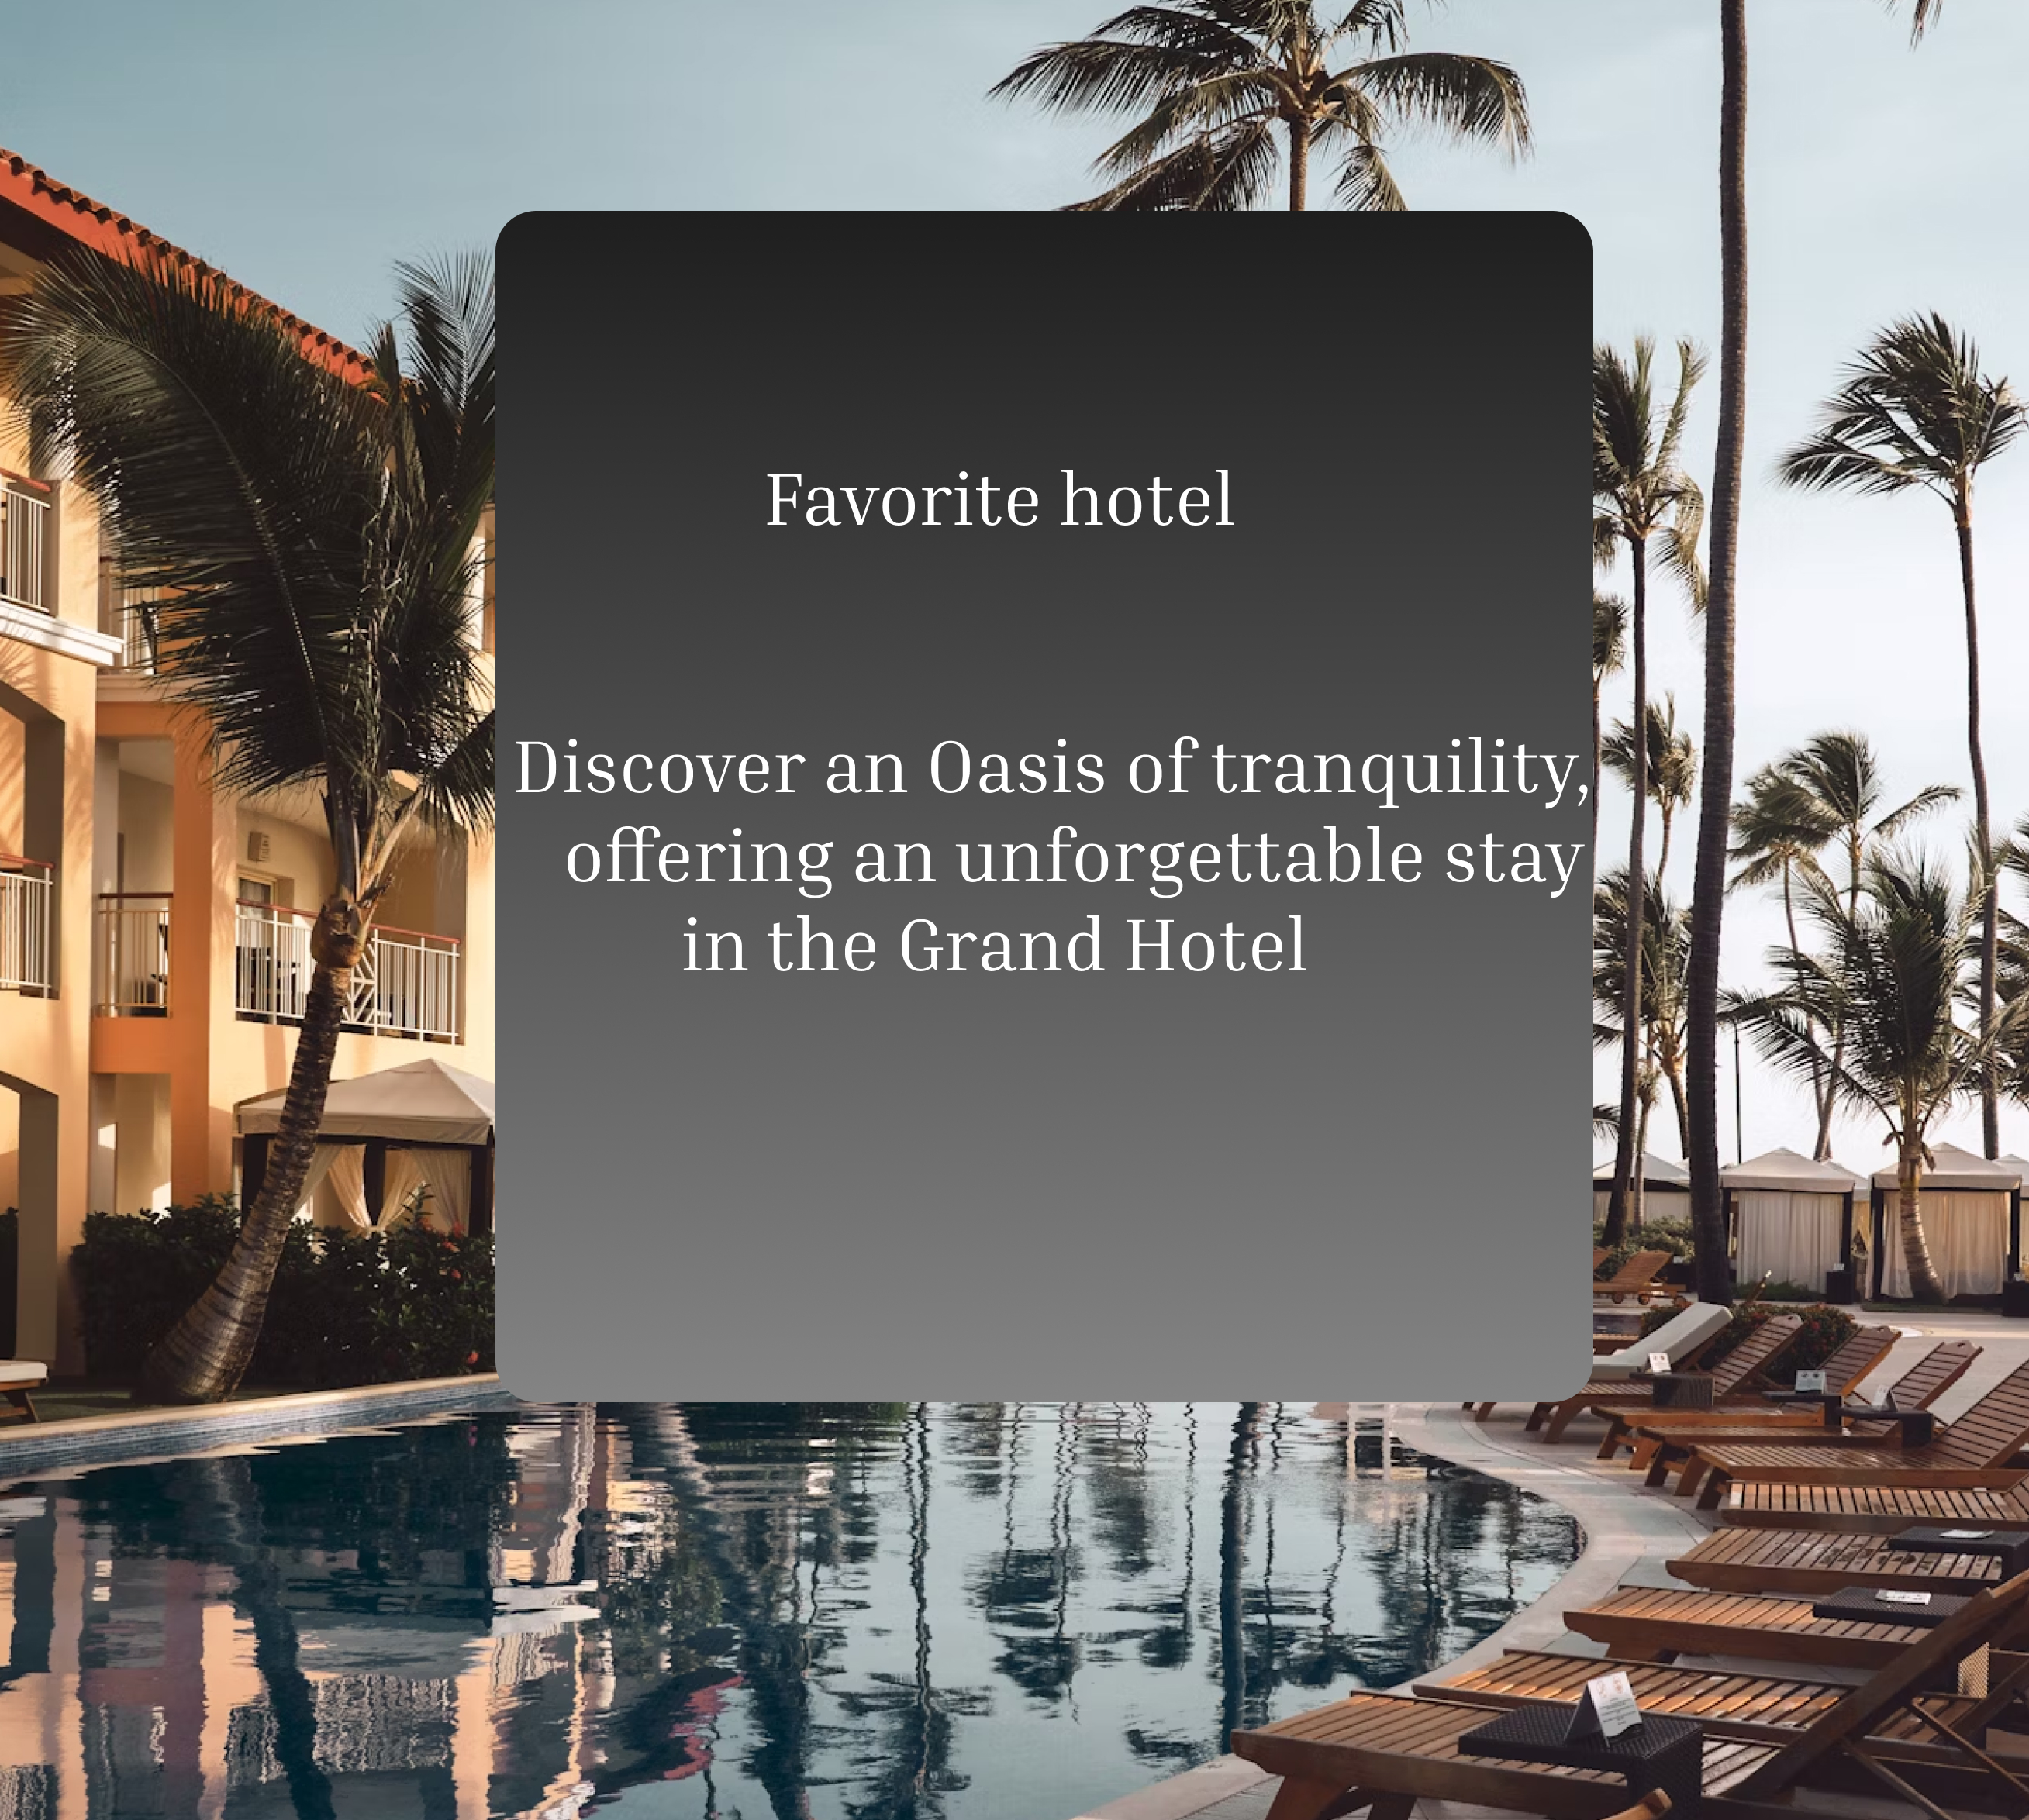 Favorite hotel
Discover an Oasis of tranquility,
offering an unforgettable stay
in the Grand Hotel